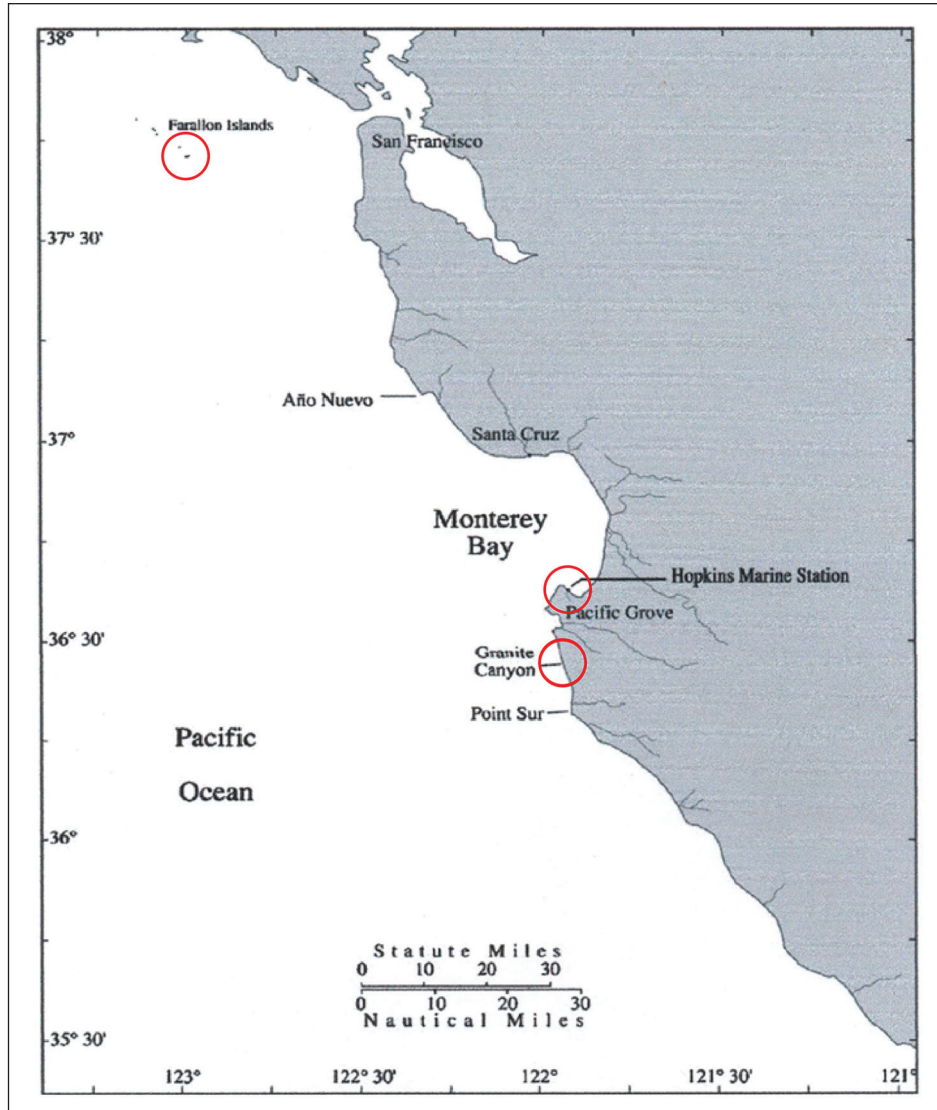 38°
Farallon Islands
San Francisco
37° 30'
Año Nuevo
Santa Cruz
37°
Monterey
Bay
Hopkins Marine Station
Pacific Grove
36° 30'
Granite
Canyon
Point Sur
Pacific
Ocean
36°
Statute Miles
0 10 20 30
0 10 20 30
Nautical Miles
35° 30'
123° 122° 30' 122° 121° 30' 121°